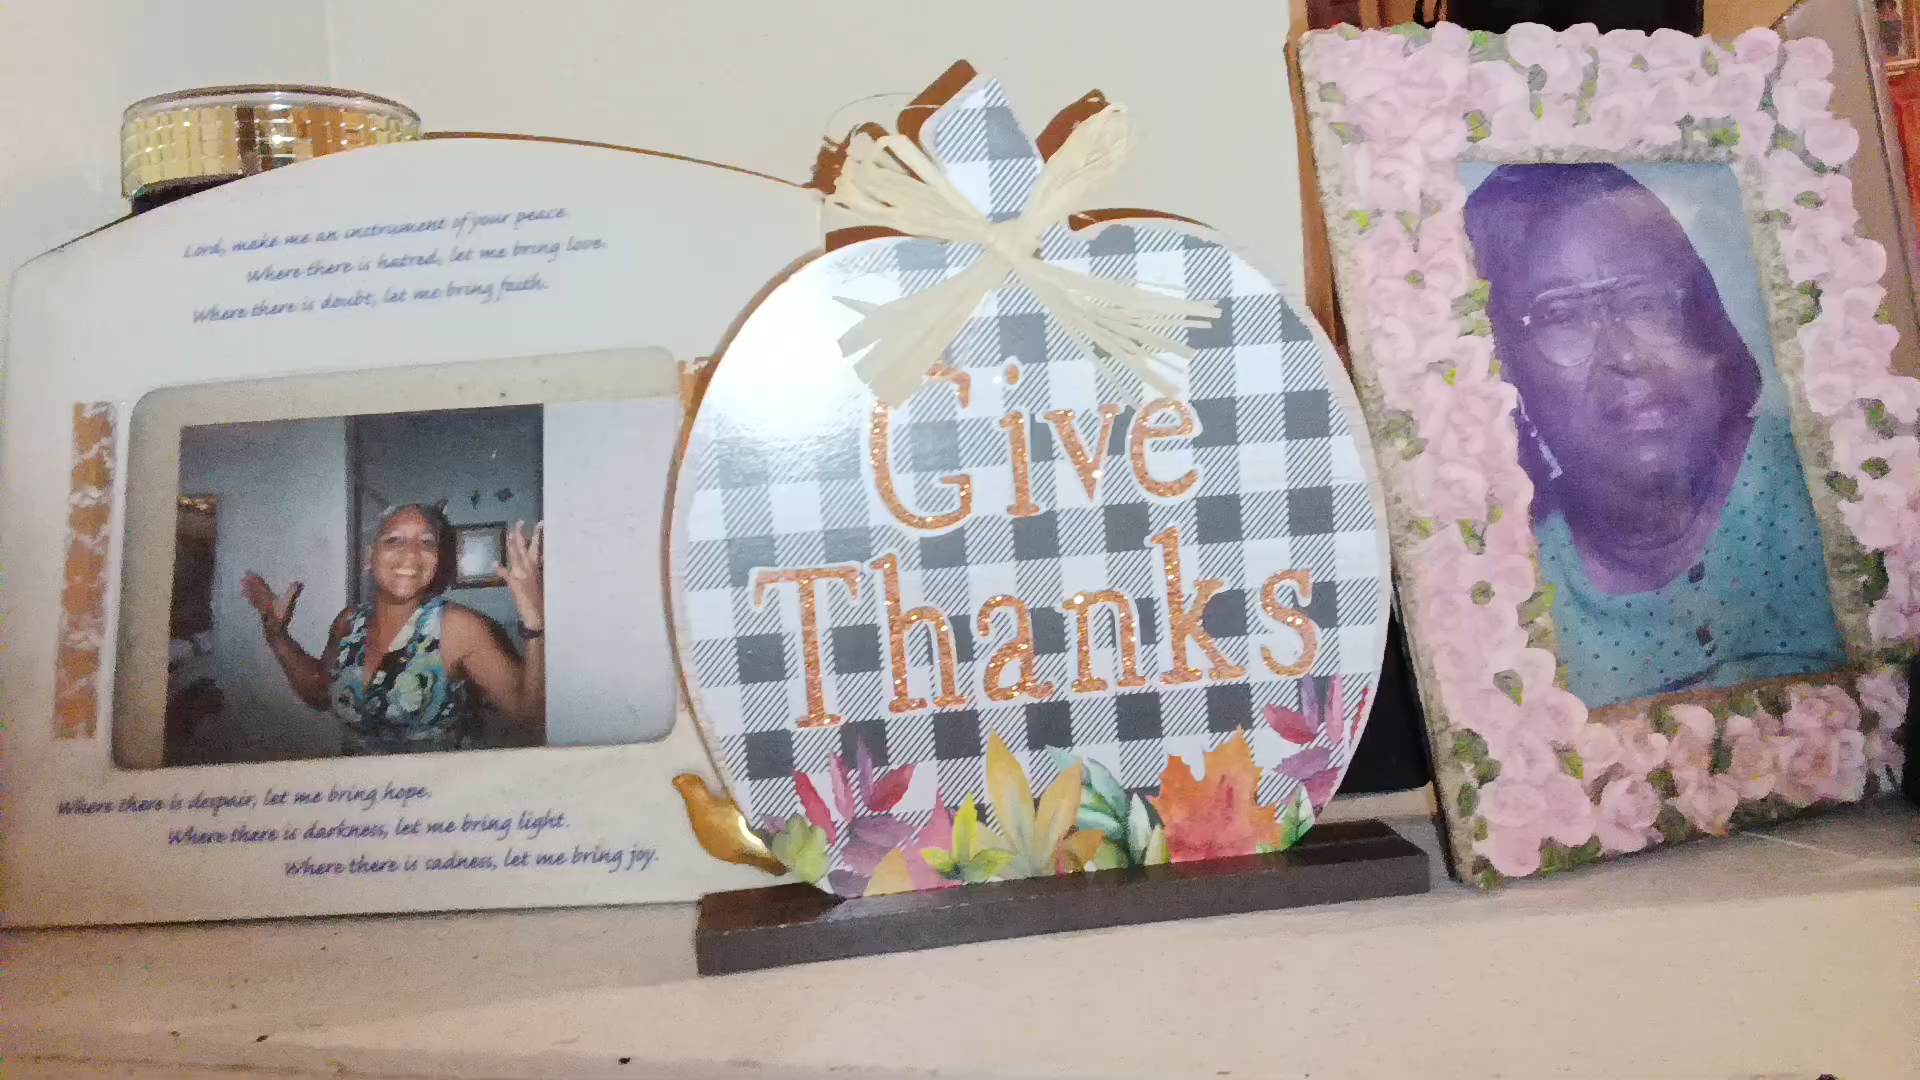 Lord, make me an instrument of your peace.
Where there is hatred, let me bring love.
Where there is doubt, let me bring faith.
Where there is despair, let me bring hope.
Where there is darkness, let me bring light.
Where there is sadness, let me bring joy.
Give
Thanks